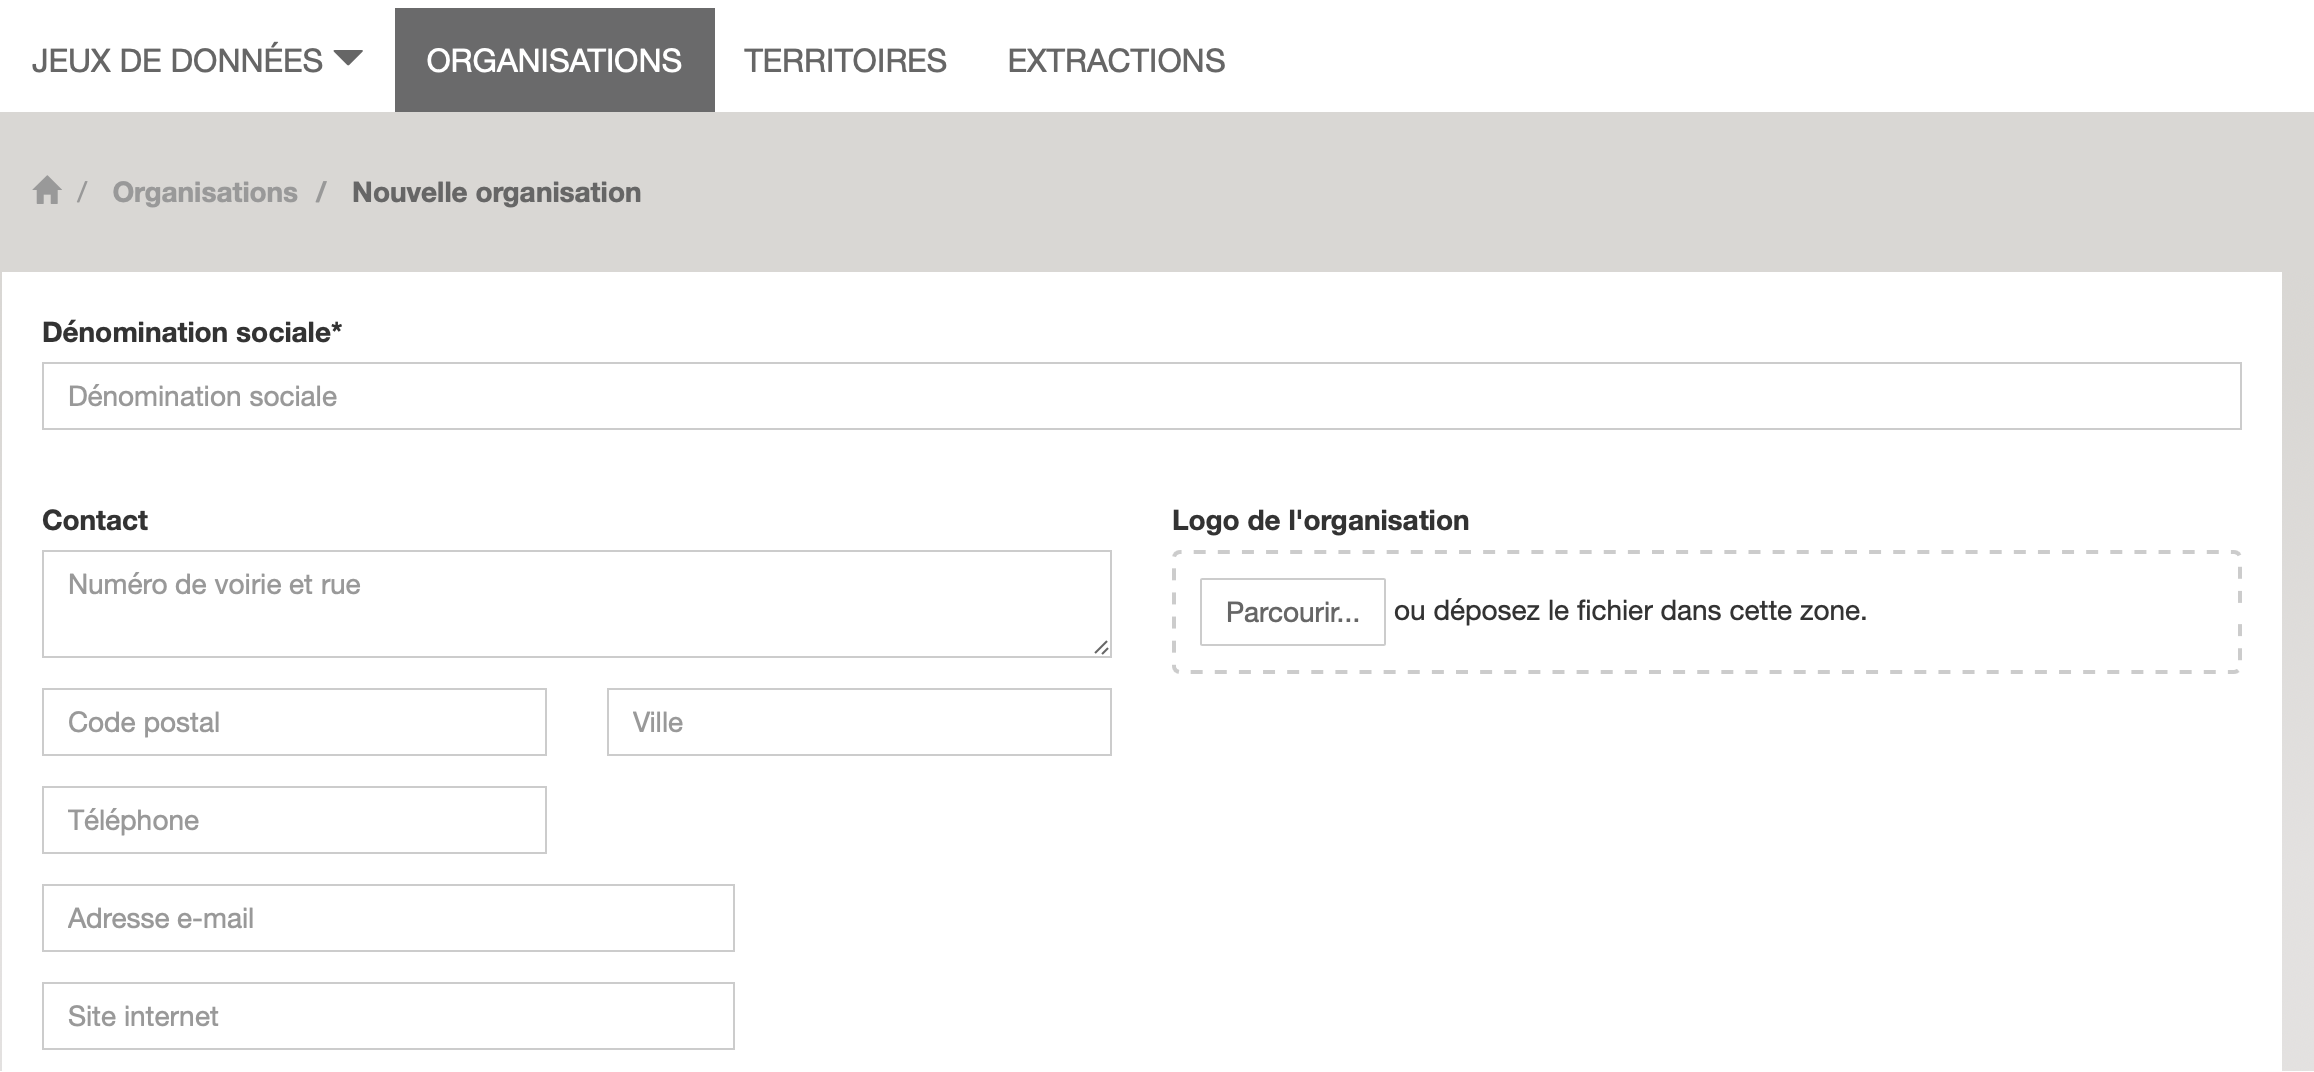 JEUX DE DONNÉES ORGANISATIONS TERRITOIRES EXTRACTIONS
/ Organisations / Nouvelle organisation
Dénomination sociale*
Dénomination sociale
Contact
Numéro de voirie et rue
Code postal
Ville
Téléphone
Adresse e-mail
Site internet
Logo de l'organisation
Parcourir... ou déposez le fichier dans cette zone.